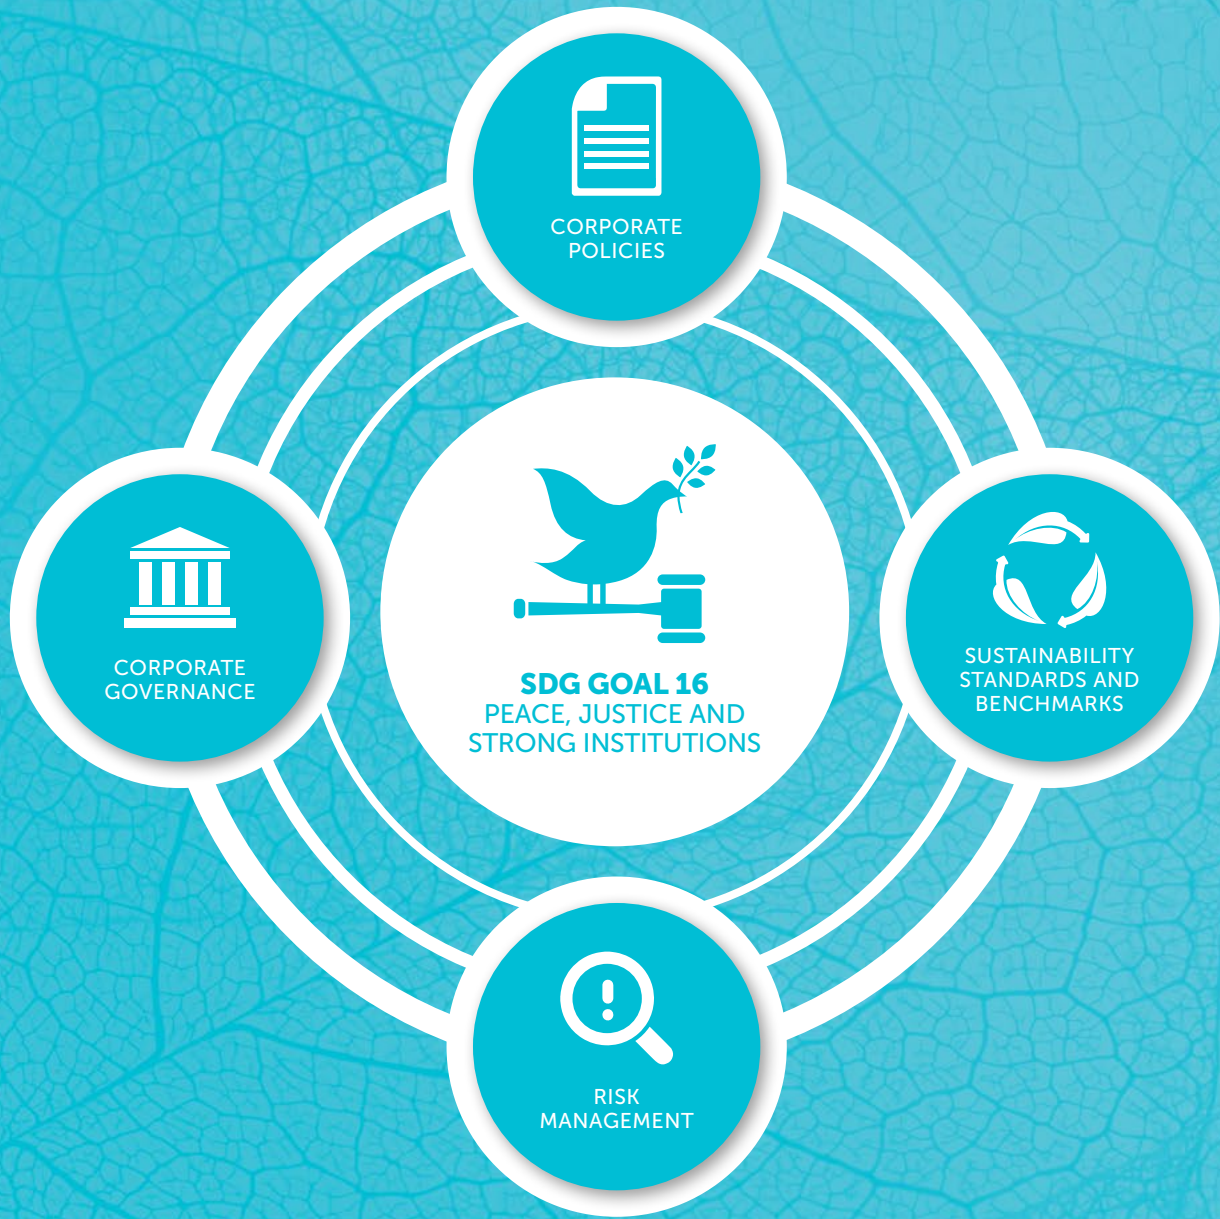 CORPORATE
POLICIES
CORPORATE
GOVERNANCE
SDG GOAL 16
PEACE, JUSTICE AND
STRONG INSTITUTIONS
SUSTAINABILITY
STANDARDS AND
BENCHMARKS
RISK
MANAGEMENT